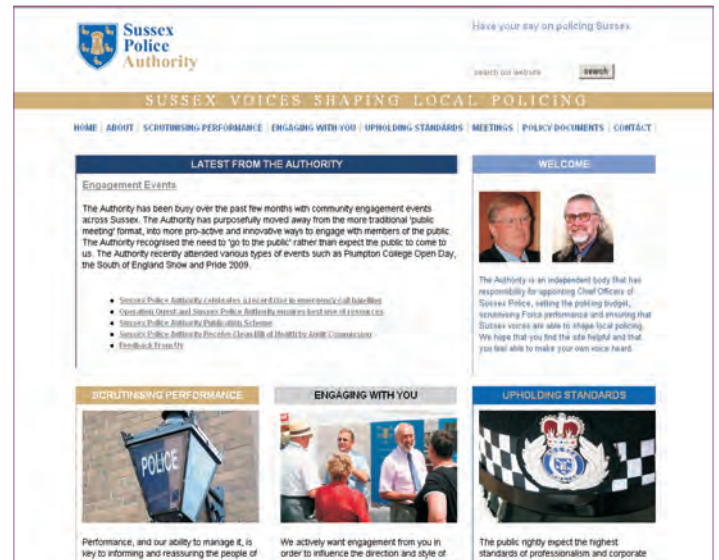 Sussex
Police
Authority
Have your say on policing Sussex
search our website
search
SUSSEX VOICES SHAPING LOCAL POLICING
HOME | ABOUT | SCRUTINISING PERFORMANCE | ENGAGING WITH YOU | UPHOLDING STANDARDS | MEETINGS | POLICY DOCUMENTS | CONTACT
LATEST FROM THE AUTHORITY
Engagement Events
The Authority has been busy over the past few months with community engagement events
across Sussex. The Authority has purposefully moved away from the more traditional 'public
meeting' format, into more pro-active and innovative ways to engage with members of the public.
The Authority recognised the need to 'go to the public' rather than expect the public to come to
us. The Authority recently attended various types of events such as Plumpton College Open Day,
the South of England Show and Pride 2009.
Sussex Police Authority celebrates a record rise in emergency call handling
Operation Quest and Sussex Police Authority ensures best use of resources
Sussex Police Authority Publication Scheme
Sussex Police Authority Receive Clean Bill of Health by Audit Commission
Feedback From Us
WELCOME
The Authority is an independent body that has
responsibility for appointing Chief Officers of
Sussex Police, setting the policing budget,
scrutinising Force performance and ensuring that
Sussex voices are able to shape local policing.
We hope that you find the site helpful and that
you feel able to make your own voice heard.
SCRUTINISING PERFORMANCE
POLICE
Performance, and our ability to manage it, is
key to informing and reassuring the people of
ENGAGING WITH YOU
We actively want engagement from you in
order to influence the direction and style of
UPHOLDING STANDARDS
The public rightly expect the highest
standards of professionalism and corporate